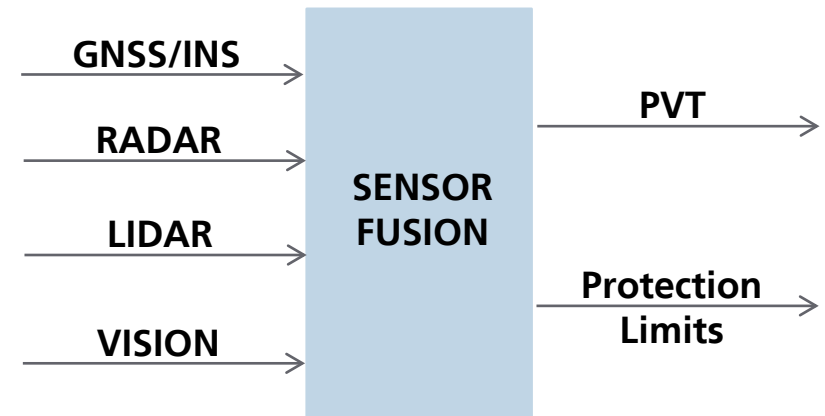 GNSS/INS
RADAR
LIDAR
VISION
SENSOR
FUSION
PVT
Protection
Limits